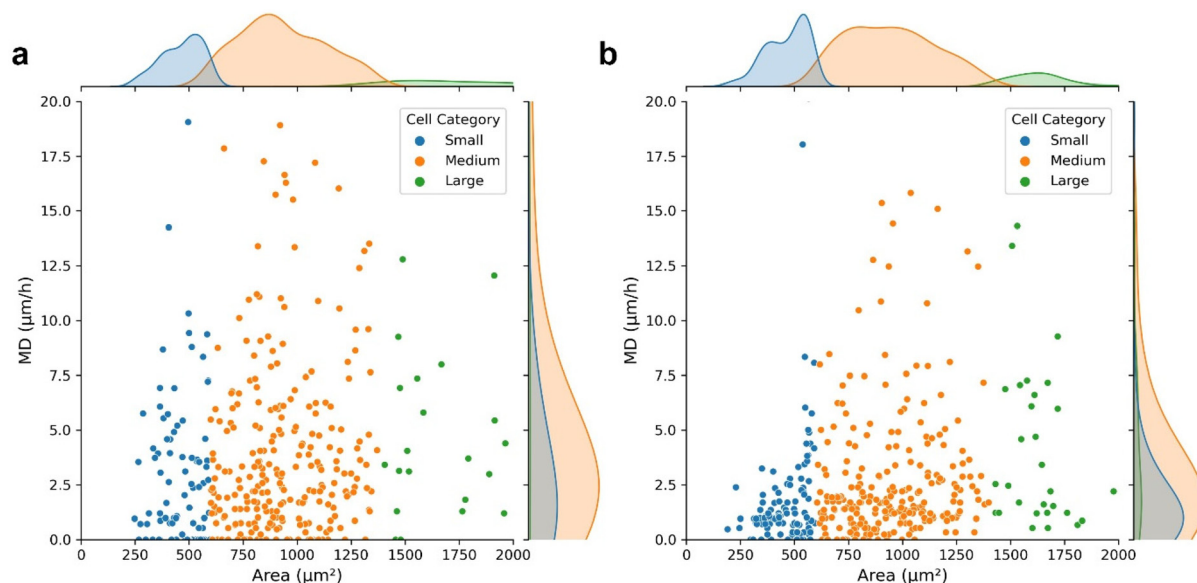 a
b
20.0
17.5
15.0
12.5
10.0
7.5
5.0
2.5
0.0
MD (µm/h)
Cell Category
Small
Medium
Large
0
250
500
750
1000
1250
1500
1750
2000
Area (µm²)
20.0
17.5
15.0
12.5
10.0
7.5
5.0
2.5
0.0
MD (µm/h)
Cell Category
Small
Medium
Large
0
250
500
750
1000
1250
1500
1750
2000
Area (µm²)